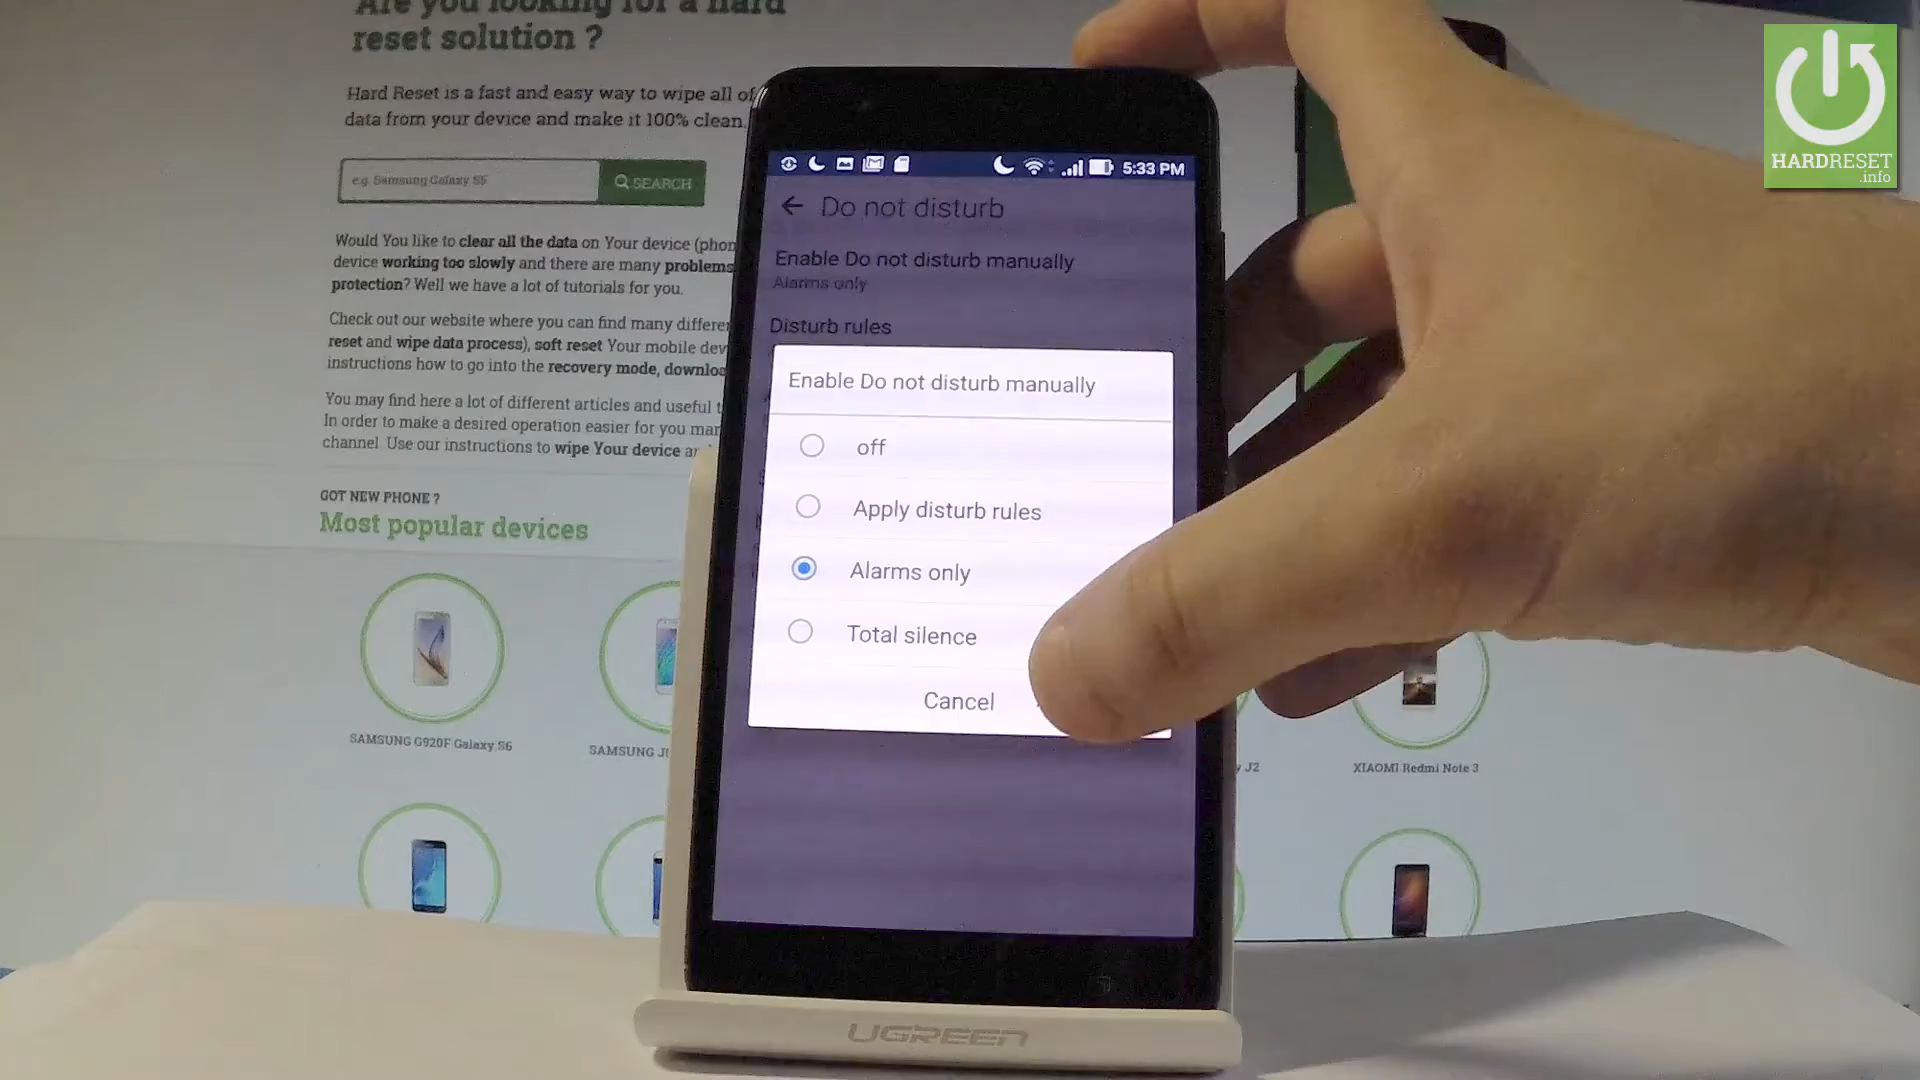 Are you looking for a hard
reset solution ?
Hard Reset is a fast and easy way to wipe all of
data from your device and make it 100% clean.
e.g. Samsung Galaxy S5
SEARCH
Would You like to clear all the data on Your device (phon
device working too slowly and there are many problems
protection? Well we have a lot of tutorials for you.
Check out our website where you can find many differe
reset and wipe data process), soft reset Your mobile dev
instructions how to go into the recovery mode, downloa
You may find here a lot of different articles and useful t
In order to make a desired operation easier for you mar
channel. Use our instructions to wipe Your device a
GOT NEW PHONE ?
Most popular devices
SAMSUNG G920F Galaxy S6
SAMSUNG J
y J2
XIAOMI Redmi Note 3
5:33 PM
Do not disturb
Enable Do not disturb manually
Alarms only
Disturb rules
Enable Do not disturb manually
off
Apply disturb rules
Alarms only
Total silence
Cancel
UGREEN
HARDRESET
.info